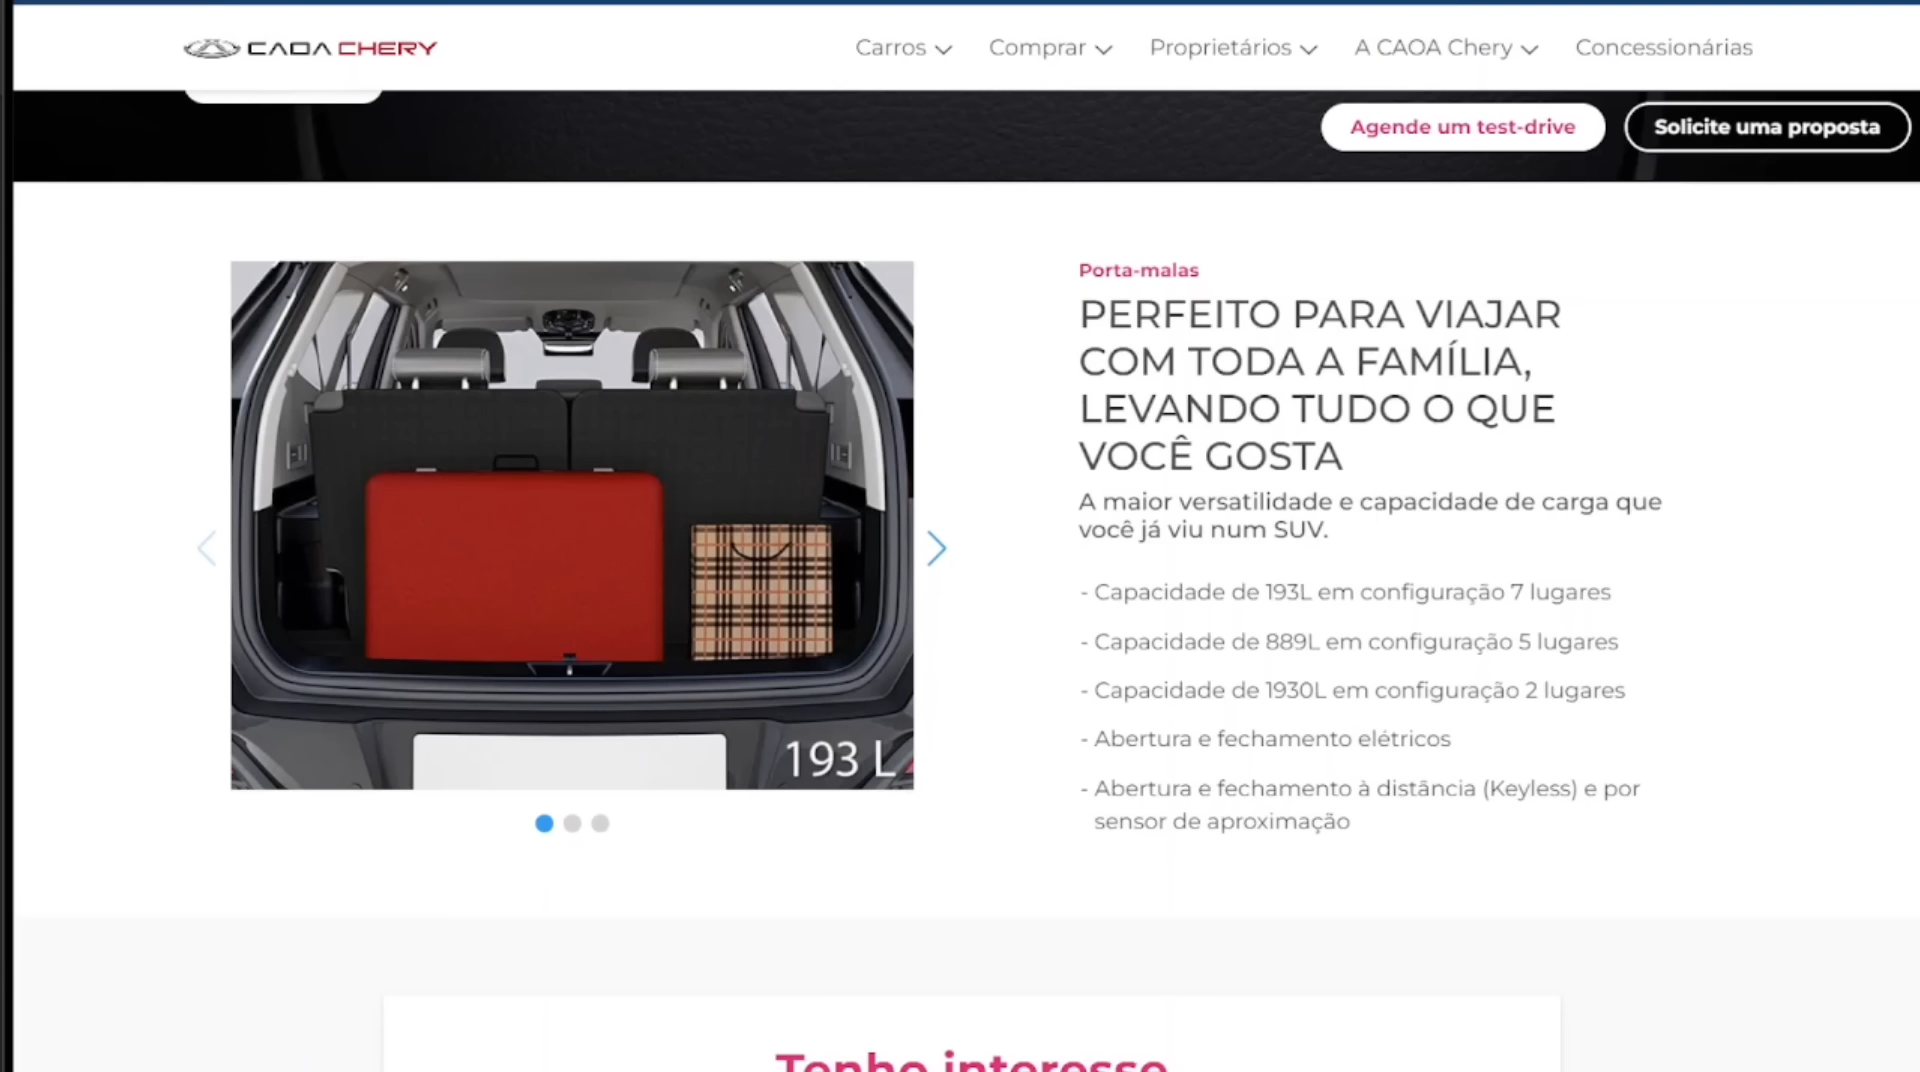 CAOA CHERY
Carros
Comprar
Proprietários
A CAOA Chery
Concessionárias
Agende um test-drive
Solicite uma proposta
193 L
Porta-malas
PERFEITO PARA VIAJAR
COM TODA A FAMÍLIA,
LEVANDO TUDO O QUE
VOCÊ GOSTA
A maior versatilidade e capacidade de carga que
você já viu num SUV.
- Capacidade de 193L em configuração 7 lugares
- Capacidade de 889L em configuração 5 lugares
- Capacidade de 1930L em configuração 2 lugares
- Abertura e fechamento elétricos
- Abertura e fechamento à distância (Keyless) e por
sensor de aproximação
Tenho interesse